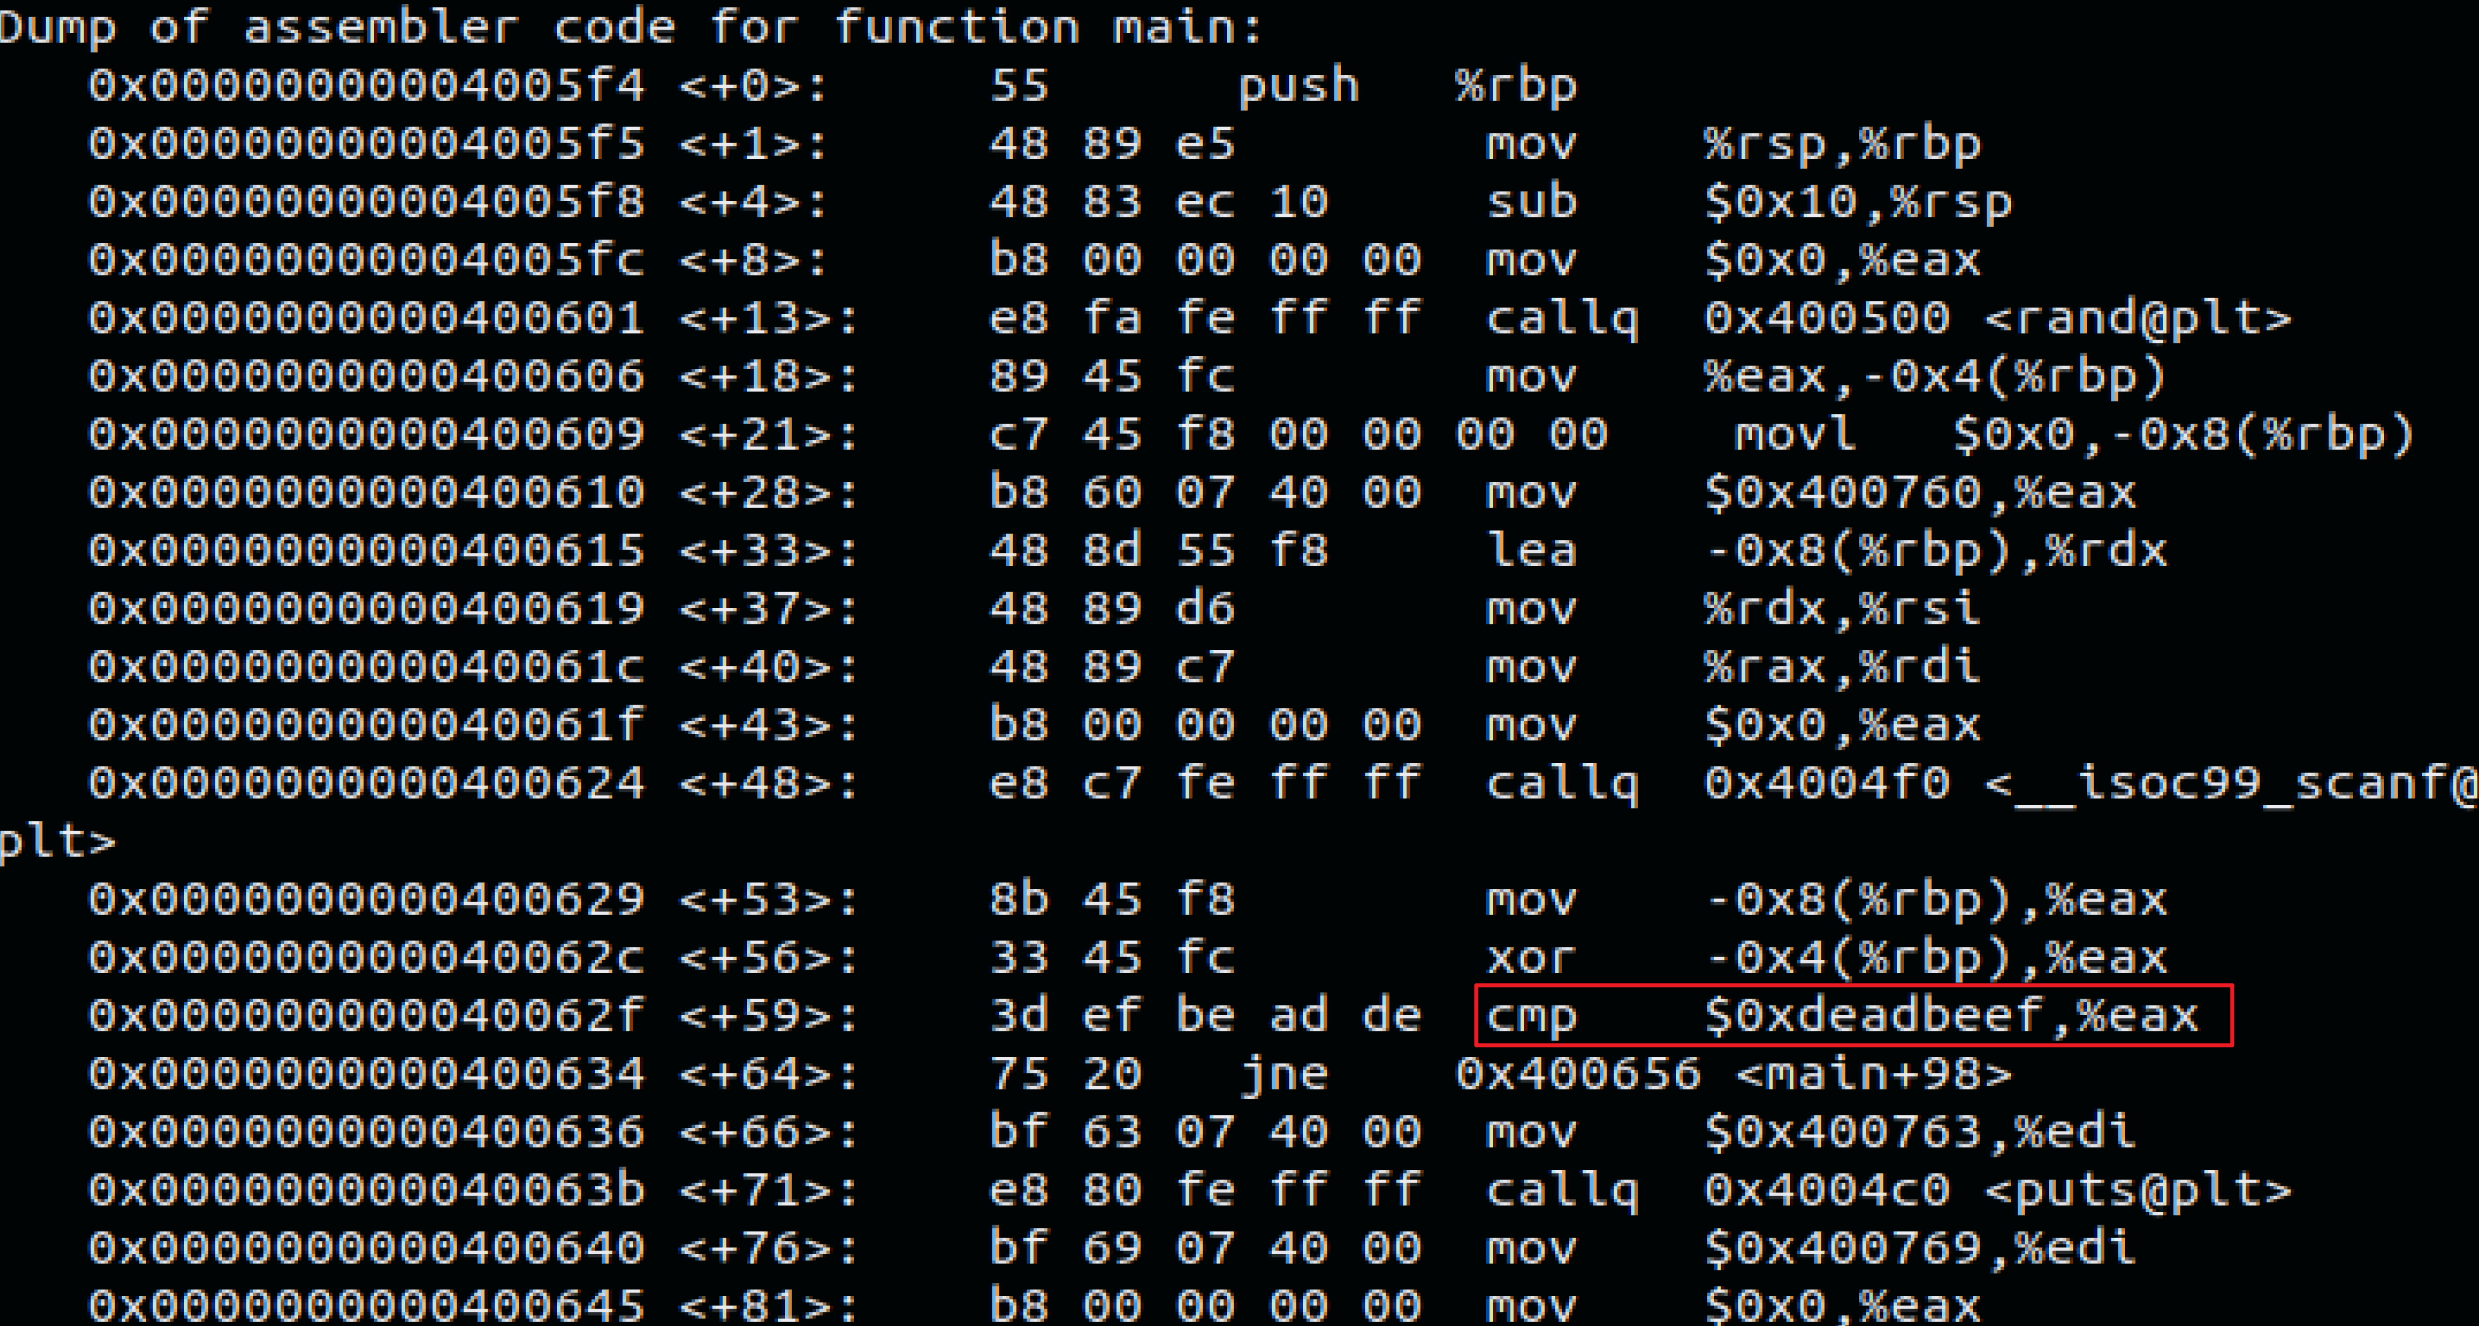 Dump of assembler code for function main:
0x00000000004005f4 <+0>: 55 push %rbp
0x00000000004005f5 <+1>: 48 89 e5 mov %rsp,%rbp
0x00000000004005f8 <+4>: 48 83 ec 10 sub $0x10,%rsp
0x00000000004005fc <+8>: b8 00 00 00 00 mov $0x0,%eax
0x0000000000400601 <+13>: e8 fa fe ff ff callq 0x400500 <rand@plt>
0x0000000000400606 <+18>: 89 45 fc mov %eax,-0x4(%rbp)
0x0000000000400609 <+21>: c7 45 f8 00 00 00 00 movl $0x0,-0x8(%rbp)
0x0000000000400610 <+28>: b8 60 07 40 00 mov $0x400760,%eax
0x0000000000400615 <+33>: 48 8d 55 f8 lea -0x8(%rbp),%rdx
0x0000000000400619 <+37>: 48 89 d6 mov %rdx,%rsi
0x000000000040061c <+40>: 48 89 c7 mov %rax,%rdi
0x000000000040061f <+43>: b8 00 00 00 00 mov $0x0,%eax
0x0000000000400624 <+48>: e8 c7 fe ff ff callq 0x4004f0 <__isoc99_scanf@
plt>
0x0000000000400629 <+53>: 8b 45 f8 mov -0x8(%rbp),%eax
0x000000000040062c <+56>: 33 45 fc xor -0x4(%rbp),%eax
0x000000000040062f <+59>: 3d ef be ad de cmp $0xdeadbeef,%eax
0x0000000000400634 <+64>: 75 20 jne 0x400656 <main+98>
0x0000000000400636 <+66>: bf 63 07 40 00 mov $0x400763,%edi
0x000000000040063b <+71>: e8 80 fe ff ff callq 0x4004c0 <puts@plt>
0x0000000000400640 <+76>: bf 69 07 40 00 mov $0x400769,%edi
0x0000000000400645 <+81>: b8 00 00 00 00 mov $0x0,%eax